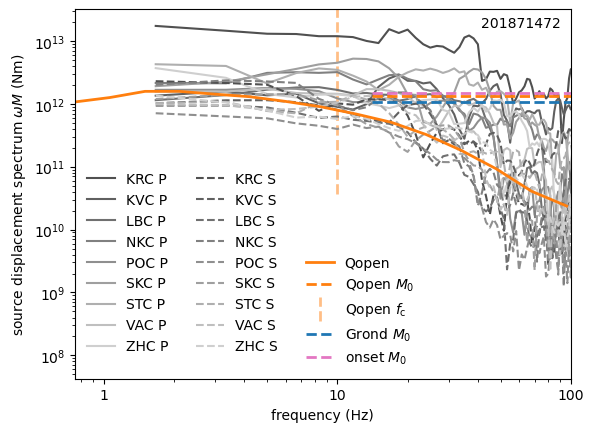 201871472
source displacement spectrum ωM (Nm)
10¹³
10¹²
10¹¹
10¹⁰
10⁹
10⁸
KRC P
KVC P
LBC P
NKC P
POC P
SKC P
STC P
VAC P
ZHC P
KRC S
KVC S
LBC S
NKC S
POC S
SKC S
STC S
VAC S
ZHC S
Qopen
Qopen M₀
Qopen f_c
Grond M₀
onset M₀
1 10 100
frequency (Hz)